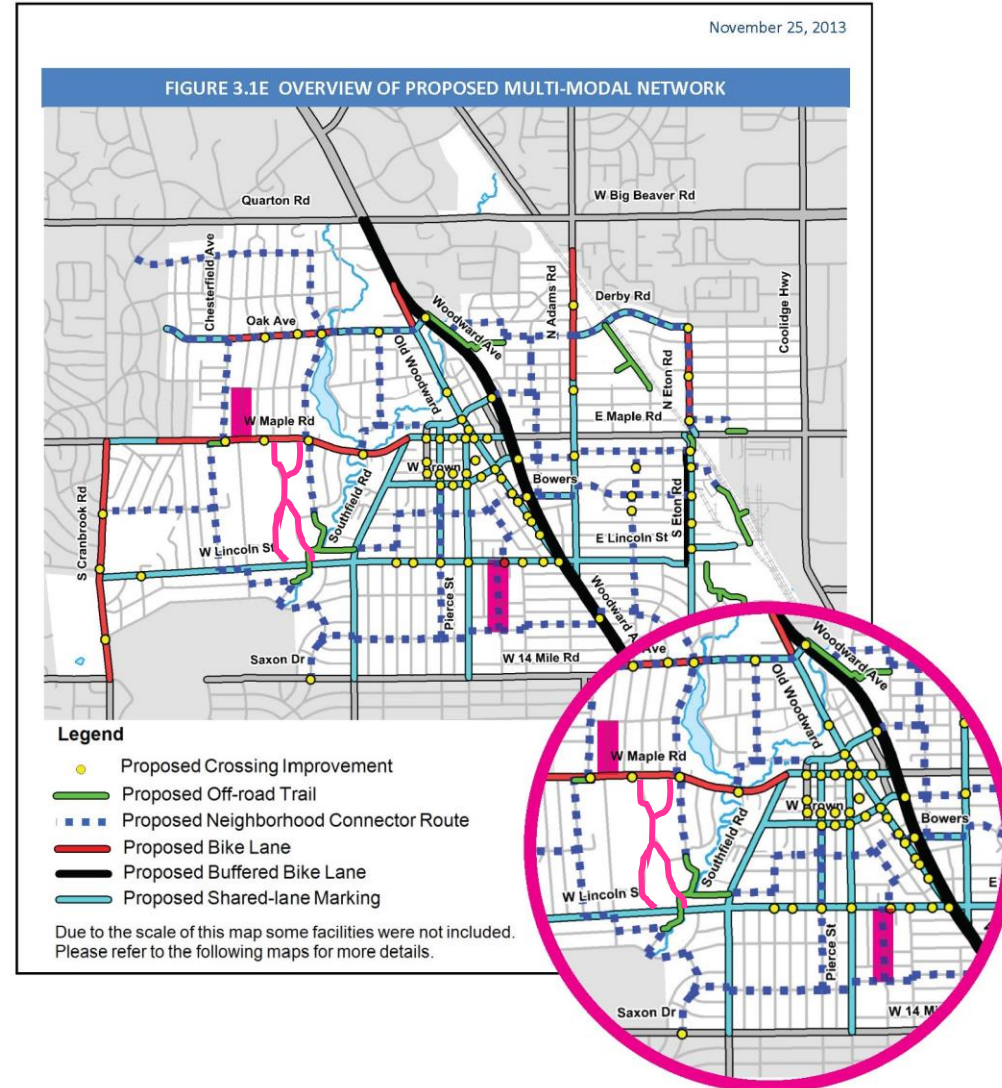 November 25, 2013
FIGURE 3.1E OVERVIEW OF PROPOSED MULTI-MODAL NETWORK
Quarton Rd
W Big Beaver Rd
Chesterfield Ave
Oak Ave
Woodward Ave
Old Woodward
N Adams Rd
Derby Rd
N Eton Rd
Coolidge Hwy
W Maple Rd
E Maple Rd
W Brown
Bowers
S Cranbrook Rd
Southfield Rd
S Eton Rd
W Lincoln St
E Lincoln St
Pierce St
Woodward A
Saxon Dr
W 14 Mile Rd
Ave
Woodward Ave
Old Woodward
W Maple Rd
W Brown
Bowers
Southfield Rd
E
W Lincoln S
Pierce St
Saxon Dr
W 14 M
Legend
Proposed Crossing Improvement
Proposed Off-road Trail
Proposed Neighborhood Connector Route
Proposed Bike Lane
Proposed Buffered Bike Lane
Proposed Shared-lane Marking
Due to the scale of this map some facilities were not included.
Please refer to the following maps for more details.